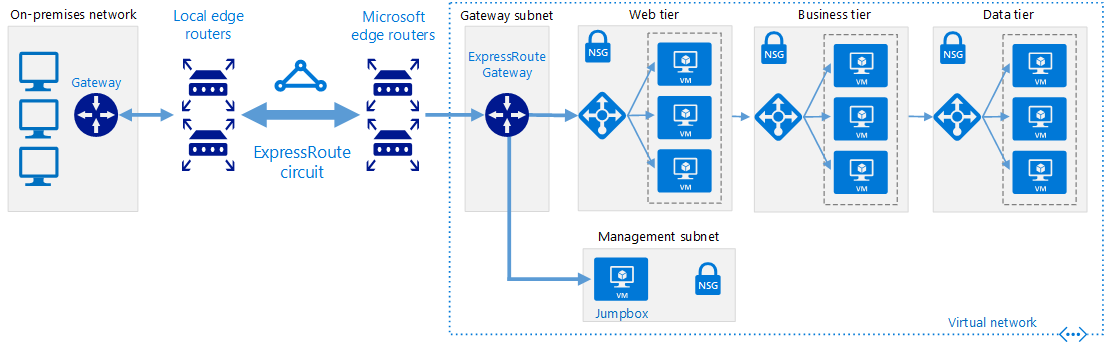 On-premises network
Gateway
Local edge
routers
ExpressRoute
circuit
Microsoft
edge routers
Gateway subnet
ExpressRoute
Gateway
Web tier
NSG
VM
VM
VM
Business tier
NSG
VM
VM
VM
Data tier
NSG
VM
VM
VM
Management subnet
VM
Jumpbox
NSG
Virtual network